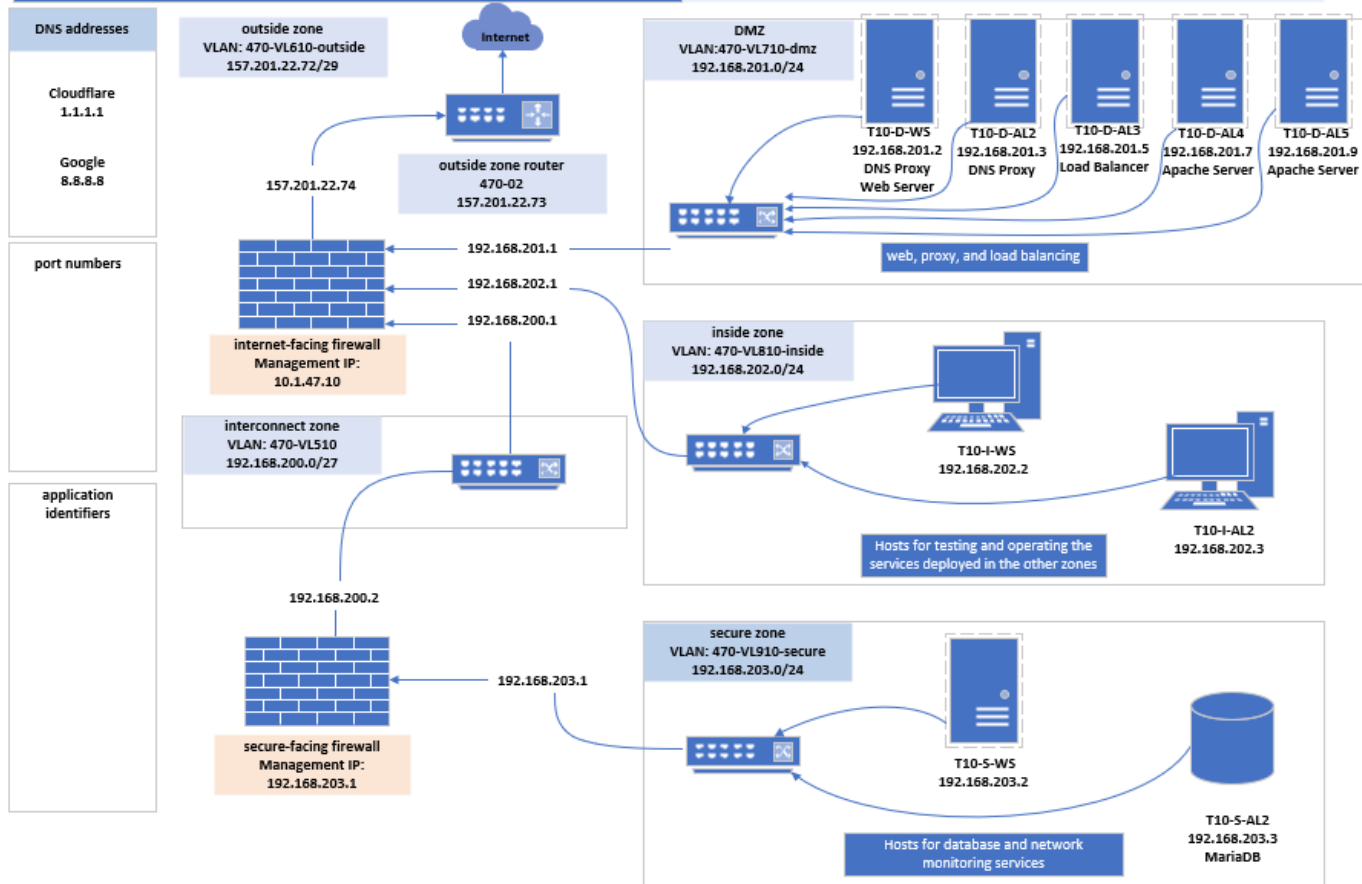 DNS addresses
Cloudflare
1.1.1.1
Google
8.8.8.8
port numbers
application
identifiers
outside zone
VLAN: 470-VL610-outside
157.201.22.72/29
Internet
outside zone router
470-02
157.201.22.73
157.201.22.74
192.168.201.1
192.168.202.1
192.168.200.1
internet-facing firewall
Management IP:
10.1.47.10
interconnect zone
VLAN: 470-VL510
192.168.200.0/27
192.168.200.2
secure-facing firewall
Management IP:
192.168.203.1
192.168.203.1
DMZ
VLAN:470-VL710-dmz
192.168.201.0/24
T10-D-WS
192.168.201.2
DNS Proxy
Web Server
T10-D-AL2
192.168.201.3
DNS Proxy
T10-D-AL3
192.168.201.5
Load Balancer
T10-D-AL4
192.168.201.7
Apache Server
T10-D-AL5
192.168.201.9
Apache Server
web, proxy, and load balancing
inside zone
VLAN: 470-VL810-inside
192.168.202.0/24
T10-I-WS
192.168.202.2
T10-I-AL2
192.168.202.3
Hosts for testing and operating the
services deployed in the other zones
secure zone
VLAN: 470-VL910-secure
192.168.203.0/24
T10-S-WS
192.168.203.2
T10-S-AL2
192.168.203.3
MariaDB
Hosts for database and network
monitoring services